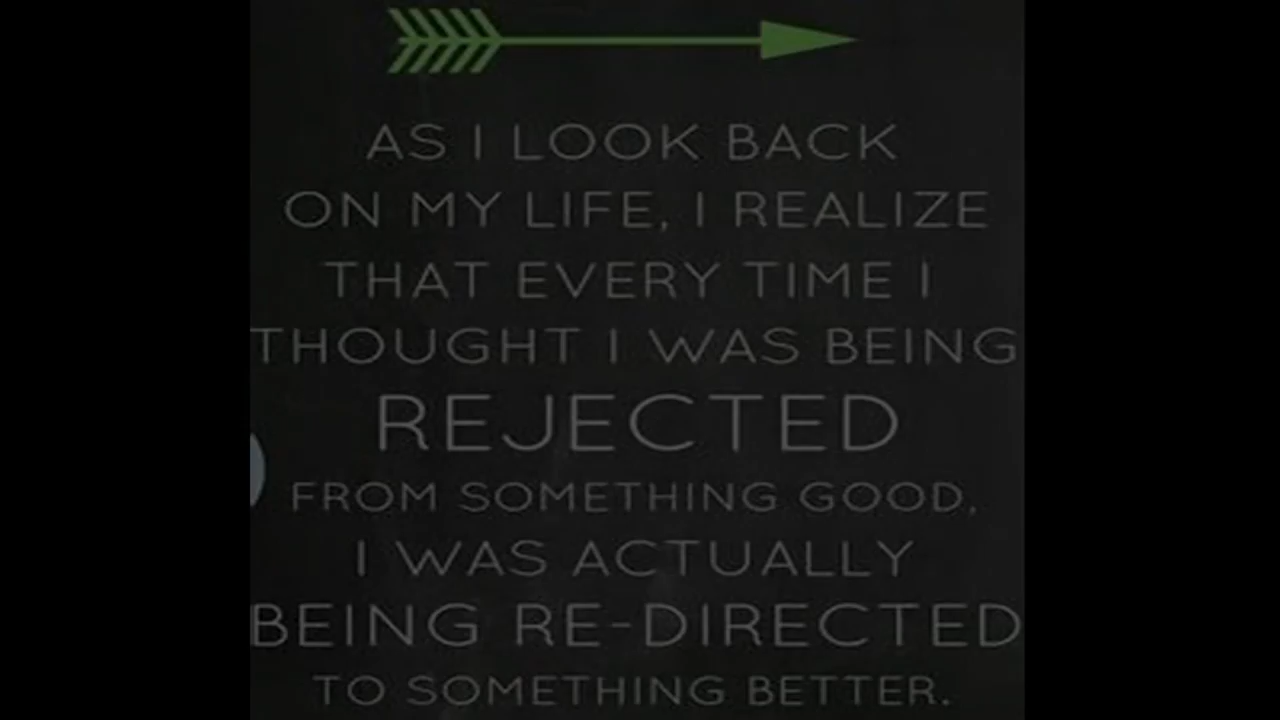 AS I LOOK BACK
ON MY LIFE, I REALIZE
THAT EVERY TIME I
THOUGHT I WAS BEING
REJECTED
FROM SOMETHING GOOD,
I WAS ACTUALLY
BEING RE-DIRECTED
TO SOMETHING BETTER.